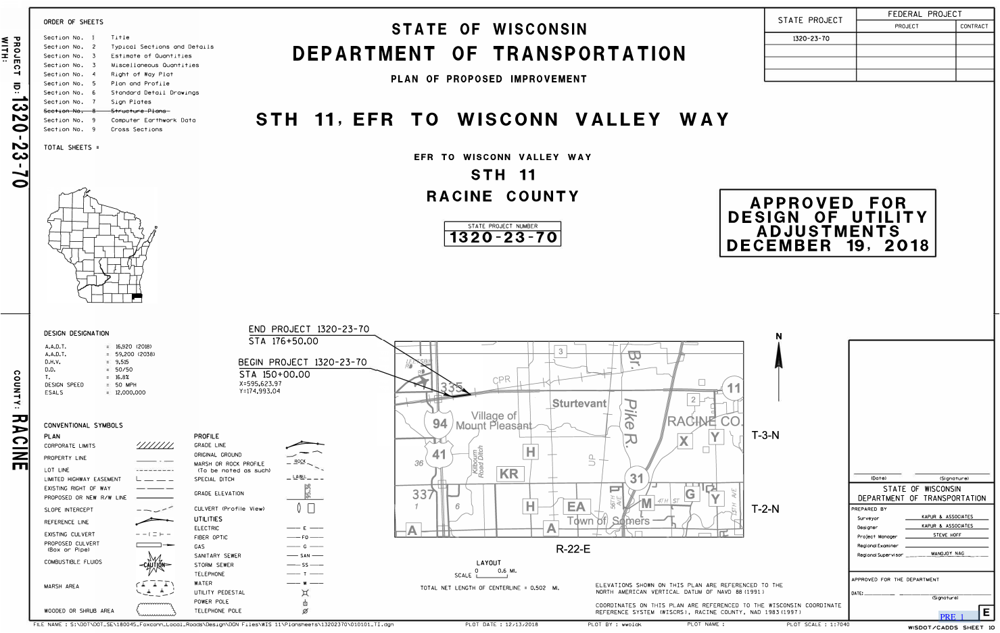 PROJECT ID:
WITH:
1320-23-70
COUNTY:
RACINE
ORDER OF SHEETS
Section No. 1 Title
Section No. 2 Typical Sections and Details
Section No. 3 Estimate of Quantities
Section No. 3 Miscellaneous Quantities
Section No. 4 Right of Way Plat
Section No. 5 Plan and Profile
Section No. 6 Standard Detail Drawings
Section No. 7 Sign Plates
Section No. 8 Structure Plans
Section No. 9 Computer Earthwork Data
Section No. 9 Cross Sections
TOTAL SHEETS =
STATE OF WISCONSIN
DEPARTMENT OF TRANSPORTATION
PLAN OF PROPOSED IMPROVEMENT
STH 11, EFR TO WISCONN VALLEY WAY
EFR TO WISCONN VALLEY WAY
STH 11
RACINE COUNTY
STATE PROJECT NUMBER
1320-23-70
STATE PROJECT
FEDERAL PROJECT
PROJECT
CONTRACT
1320-23-70
APPROVED FOR
DESIGN OF UTILITY
ADJUSTMENTS
DECEMBER 19, 2018
DESIGN DESIGNATION
A.A.D.T. = 16,920 (2018)
A.A.D.T. = 59,200 (2038)
D.H.V. = 9,515
D.D. = 50/50
T. = 16.8%
DESIGN SPEED = 50 MPH
ESALS = 12,000,000
END PROJECT 1320-23-70
STA 176+50.00
BEGIN PROJECT 1320-23-70
STA 150+00.00
X=595,623.97
Y=174,993.04
CONVENTIONAL SYMBOLS
PLAN
CORPORATE LIMITS
PROPERTY LINE
LOT LINE
LIMITED HIGHWAY EASEMENT
EXISTING RIGHT OF WAY
PROPOSED OR NEW R/W LINE
SLOPE INTERCEPT
REFERENCE LINE
EXISTING CULVERT
PROPOSED CULVERT
(Box or Pipe)
COMBUSTIBLE FLUIDS
CAUTION
MARSH AREA
WOODED OR SHRUB AREA
PROFILE
GRADE LINE
ORIGINAL GROUND
MARSH OR ROCK PROFILE
(To be noted as such)
ROCK
SPECIAL DITCH
LABEL
GRADE ELEVATION
95.36
CULVERT (Profile View)
UTILITIES
ELECTRIC E
FIBER OPTIC FO
GAS G
SANITARY SEWER SAN
STORM SEWER SS
TELEPHONE T
WATER W
UTILITY PEDESTAL
POWER POLE
TELEPHONE POLE
N
3
Br.
RD
335
CPR
11
2
Sturtevant
Village of
Mount Pleasant
Pike R.
RACINE CO.
94
X
Y
41
H
36
Kilbourn
Road Ditch
UP
KR
31
337
1
6
H
EA
56TH
AVE
M
4TH ST
G
Y
13TH AVE
Town of Somers
A
A
T-3-N
T-2-N
R-22-E
LAYOUT
SCALE 0 0.6 MI.
TOTAL NET LENGTH OF CENTERLINE = 0.502 MI.
ELEVATIONS SHOWN ON THIS PLAN ARE REFERENCED TO THE
NORTH AMERICAN VERTICAL DATUM OF NAVD 88 (1991)
COORDINATES ON THIS PLAN ARE REFERENCED TO THE WISCONSIN COORDINATE
REFERENCE SYSTEM (WISCRS), RACINE COUNTY, NAD 1983 (1997)
(Date) (Signature)
STATE OF WISCONSIN
DEPARTMENT OF TRANSPORTATION
PREPARED BY
Surveyor KAPUR & ASSOCIATES
Designer KAPUR & ASSOCIATES
Project Manager STEVE HOFF
Regional Examiner
Regional Supervisor MANOJOY NAG
APPROVED FOR THE DEPARTMENT
DATE:
(Signature)
PRE_1
E
FILE NAME : S:\DOT\DOT_SE\180045_Foxconn_Local_Roads\Design\DGN Files\WIS 11\Plansheets\13202370\010101_TI.dgn
PLOT DATE : 12/13/2018
PLOT BY : wwolak
PLOT NAME :
PLOT SCALE : 1:7040
WISDOT/CADDS SHEET 10